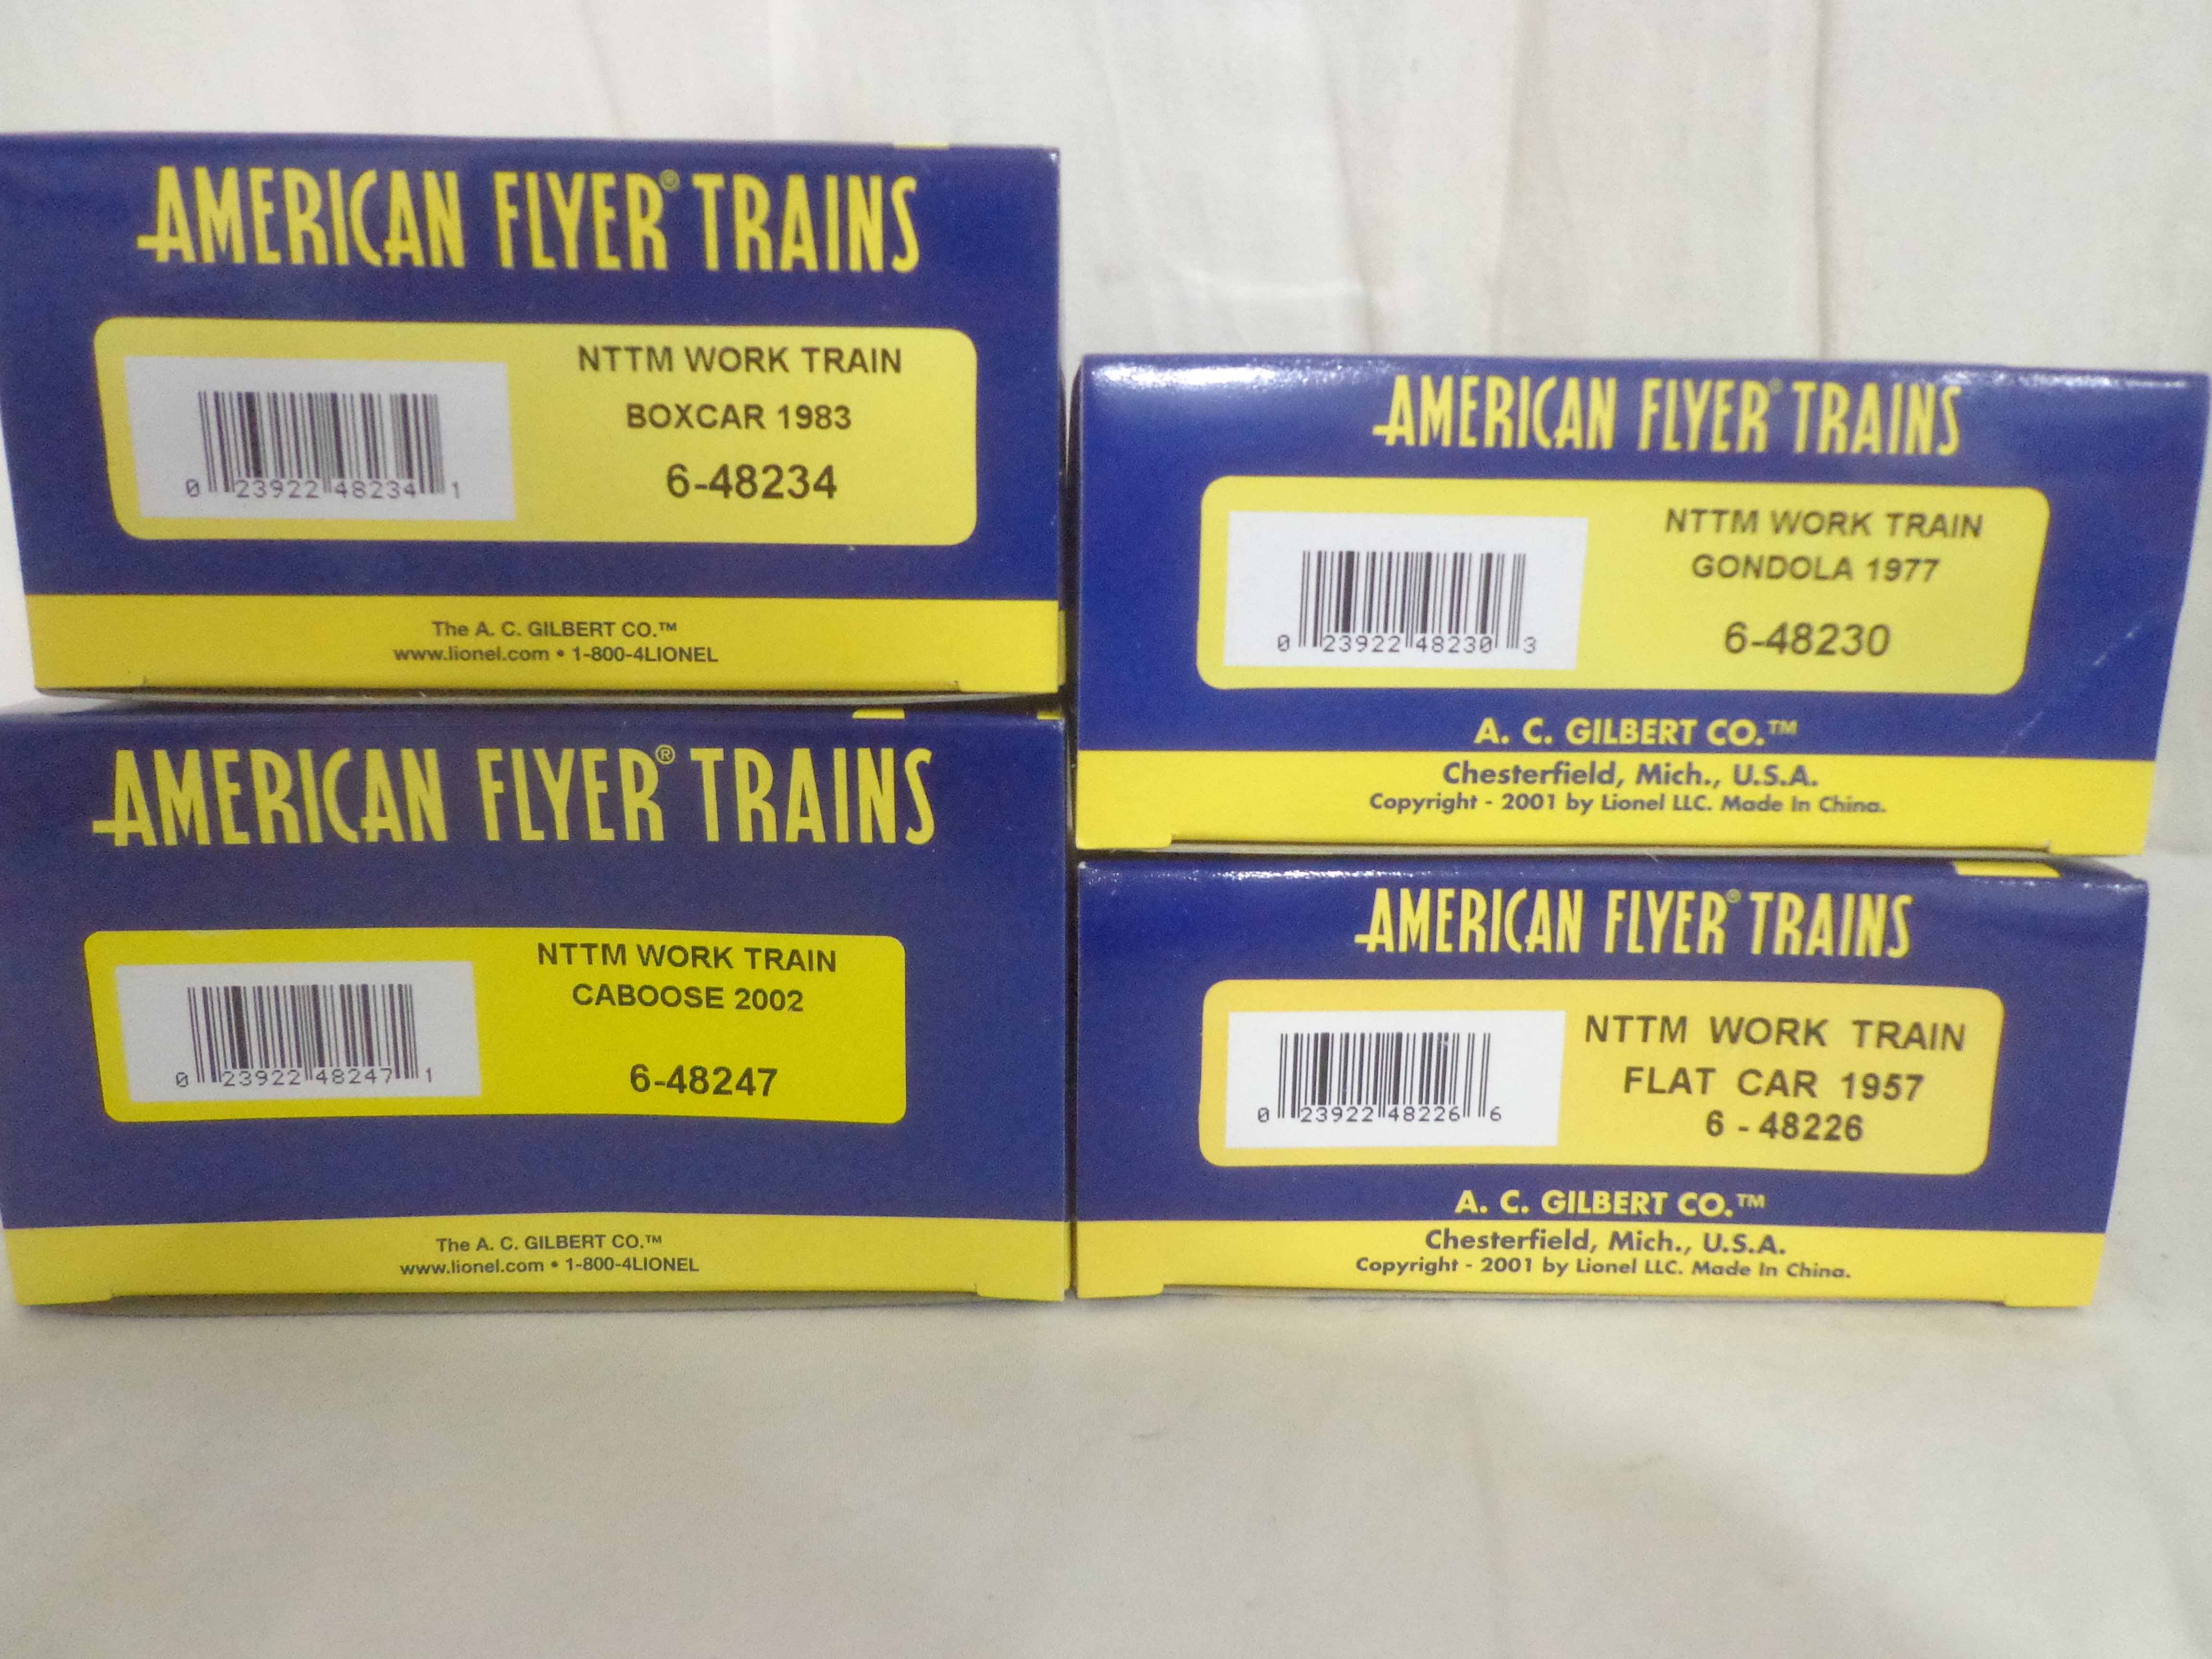 AMERICAN FLYER® TRAINS
NTTM WORK TRAIN
BOXCAR 1983
6-48234
0 23922 48234 1
The A. C. GILBERT CO.™
www.lionel.com • 1-800-4LIONEL
AMERICAN FLYER® TRAINS
NTTM WORK TRAIN
GONDOLA 1977
6-48230
0 23922 48230 3
A. C. GILBERT CO.™
Chesterfield, Mich., U.S.A.
Copyright - 2001 by Lionel LLC. Made In China.
AMERICAN FLYER® TRAINS
NTTM WORK TRAIN
CABOOSE 2002
6-48247
0 23922 48247 1
The A. C. GILBERT CO.™
www.lionel.com • 1-800-4LIONEL
AMERICAN FLYER® TRAINS
NTTM WORK TRAIN
FLAT CAR 1957
6 - 48226
0 23922 48226 6
A. C. GILBERT CO.™
Chesterfield, Mich., U.S.A.
Copyright - 2001 by Lionel LLC. Made In China.